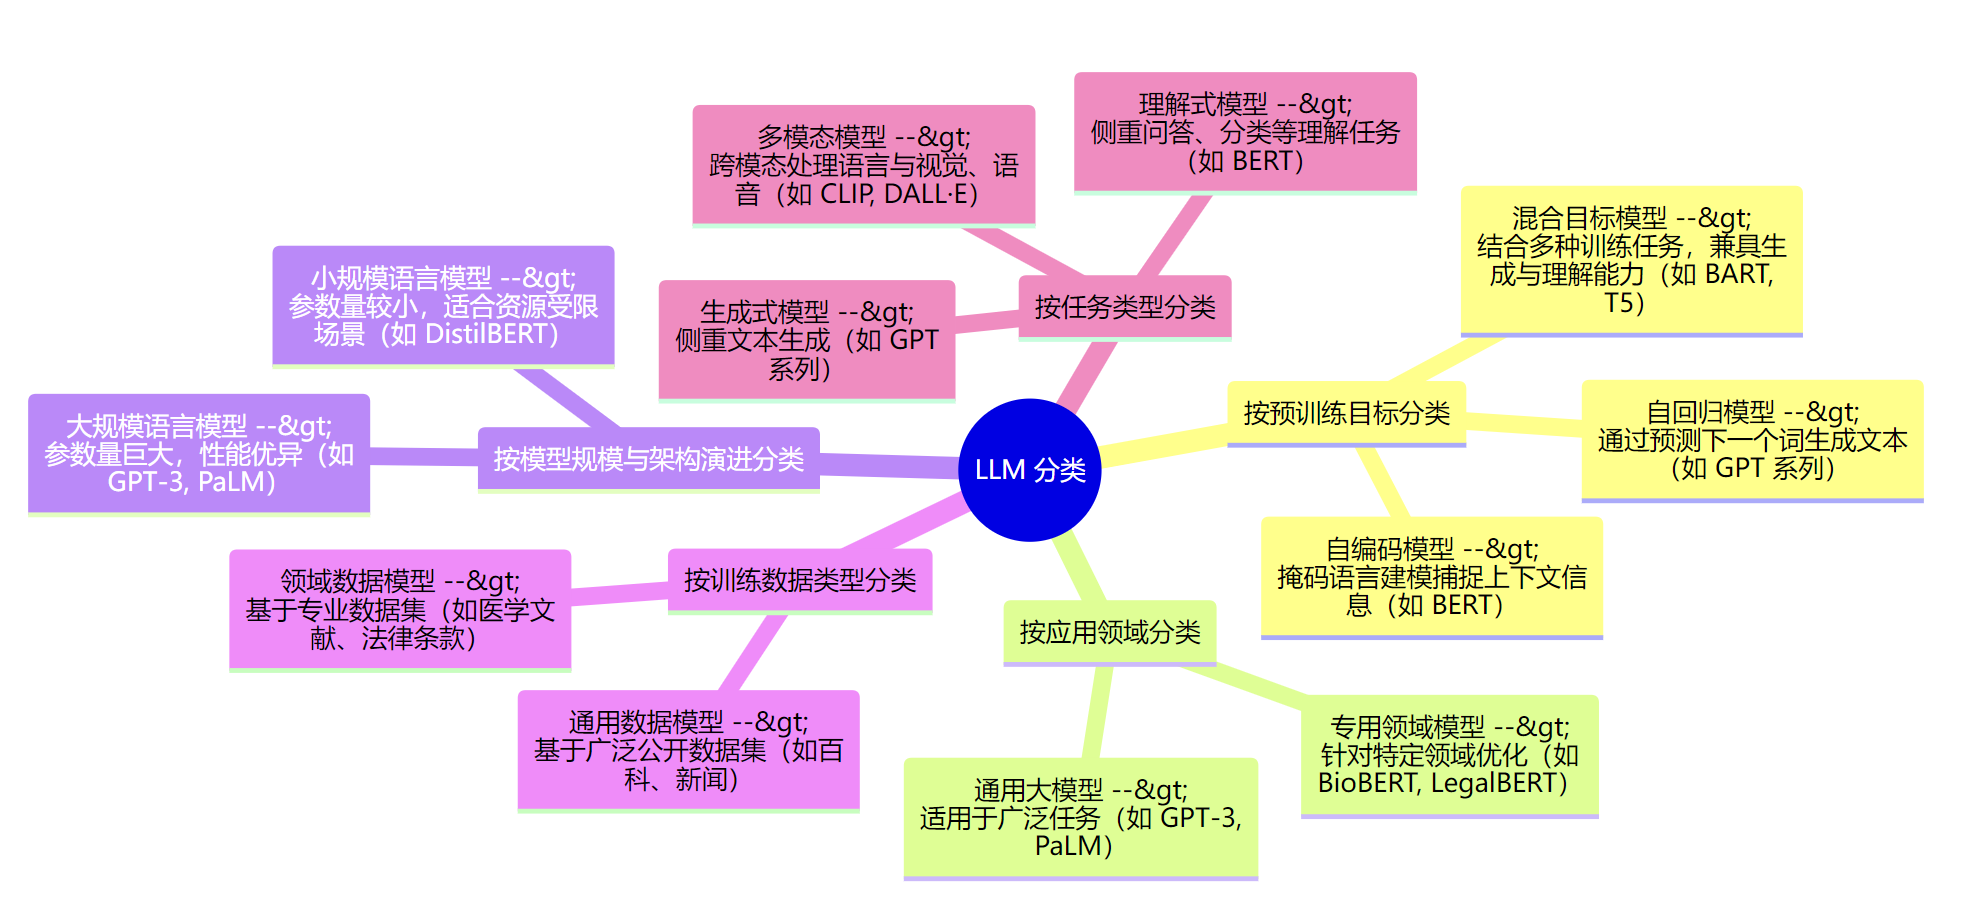 LLM 分类
按预训练目标分类
混合目标模型 --&gt;
结合多种训练任务，兼具生
成与理解能力（如 BART,
T5）
自回归模型 --&gt;
通过预测下一个词生成文本
（如 GPT 系列）
自编码模型 --&gt;
掩码语言建模捕捉上下文信
息（如 BERT）
按应用领域分类
专用领域模型 --&gt;
针对特定领域优化（如
BioBERT, LegalBERT）
通用大模型 --&gt;
适用于广泛任务（如 GPT-3,
PaLM）
按训练数据类型分类
通用数据模型 --&gt;
基于广泛公开数据集（如百
科、新闻）
领域数据模型 --&gt;
基于专业数据集（如医学文
献、法律条款）
按模型规模与架构演进分类
大规模语言模型 --&gt;
参数量巨大，性能优异（如
GPT-3, PaLM）
小规模语言模型 --&gt;
参数量较小，适合资源受限
场景（如 DistilBERT）
按任务类型分类
生成式模型 --&gt;
侧重文本生成（如 GPT
系列）
多模态模型 --&gt;
跨模态处理语言与视觉、语
音（如 CLIP, DALL·E）
理解式模型 --&gt;
侧重问答、分类等理解任务
（如 BERT）